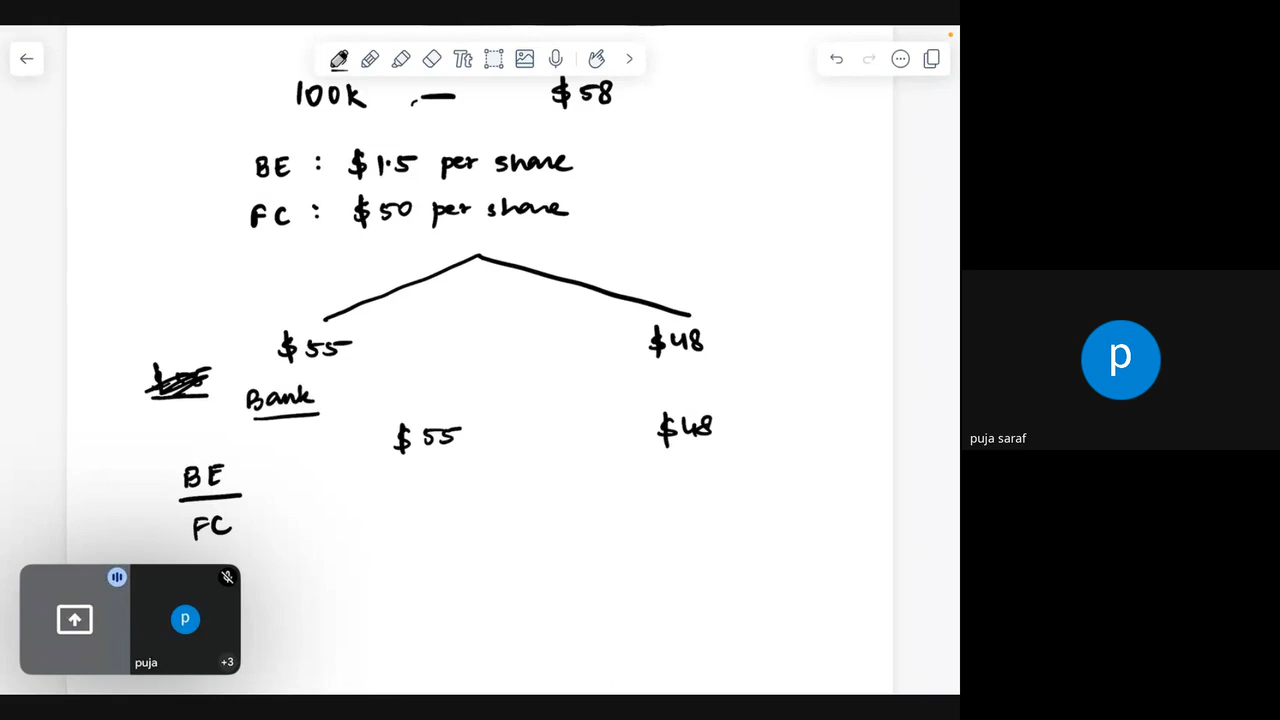 Tt
100k — $58
BE : $1.5 per share
FC : $50 per share
$55 $48
Bank
$55 $48
BE
FC
p
puja saraf
p
puja +3